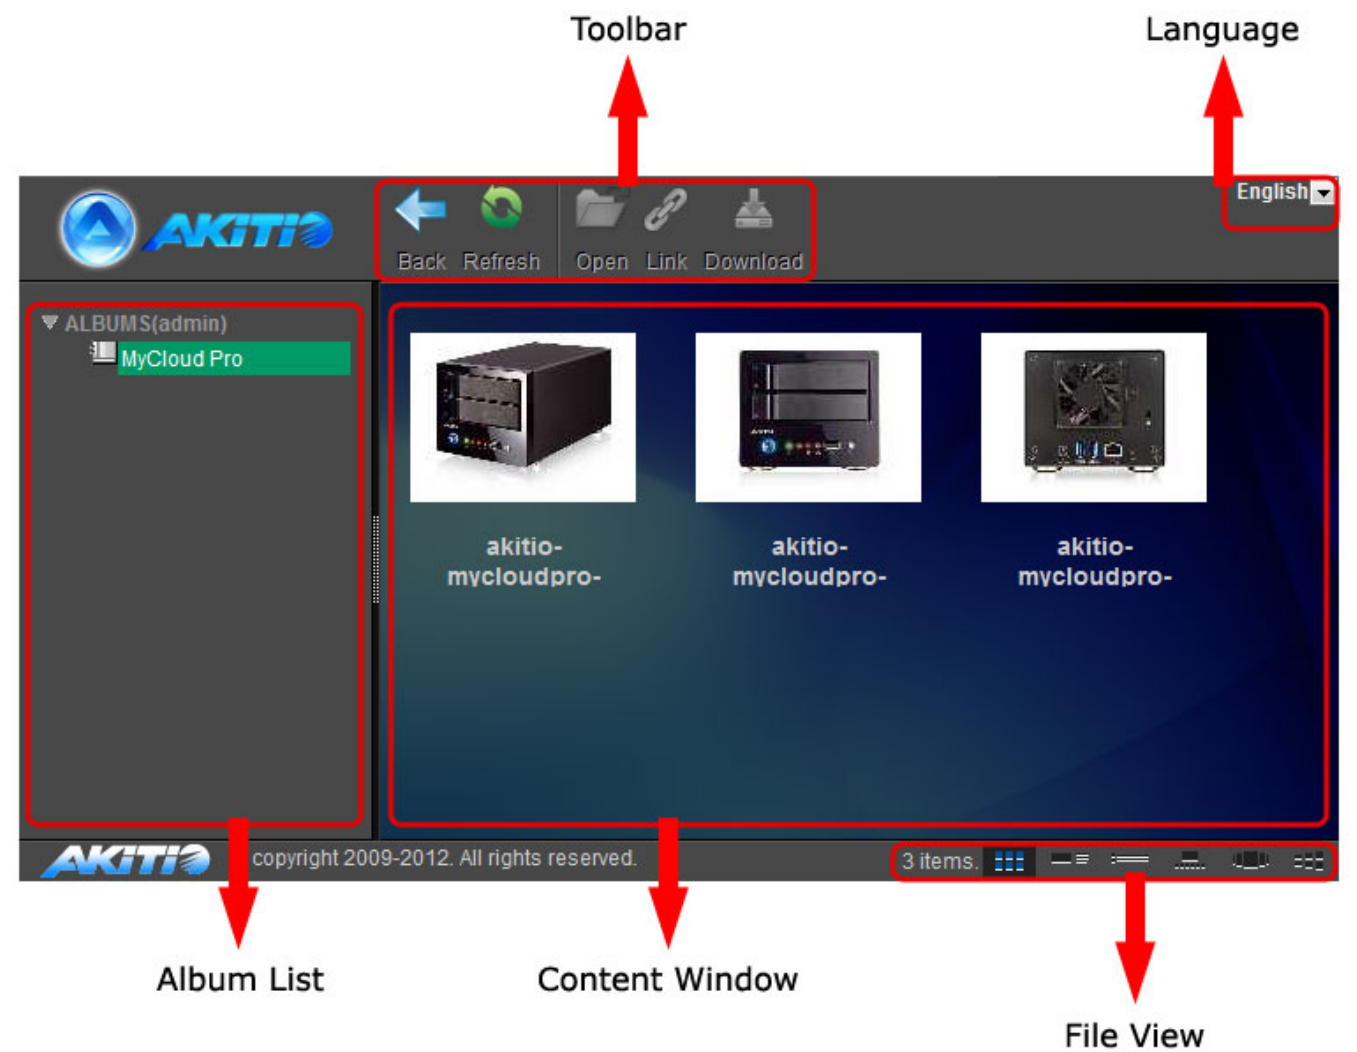 Toolbar
Language
AKiTiO
Back Refresh Open Link Download
English
ALBUMS(admin)
MyCloud Pro
akitio-
mycloudpro-
akitio-
mycloudpro-
akitio-
mycloudpro-
AKiTiO copyright 2009-2012. All rights reserved.
3 items.
Album List
Content Window
File View